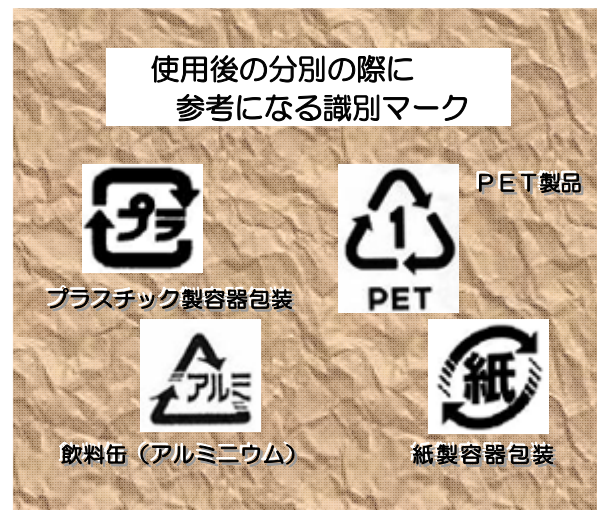 使用後の分別の際に
参考になる識別マーク
プラ
1
PET
ＰＥＴ製品
プラスチック製容器包装
アルミ
紙
飲料缶（アルミニウム）
紙製容器包装